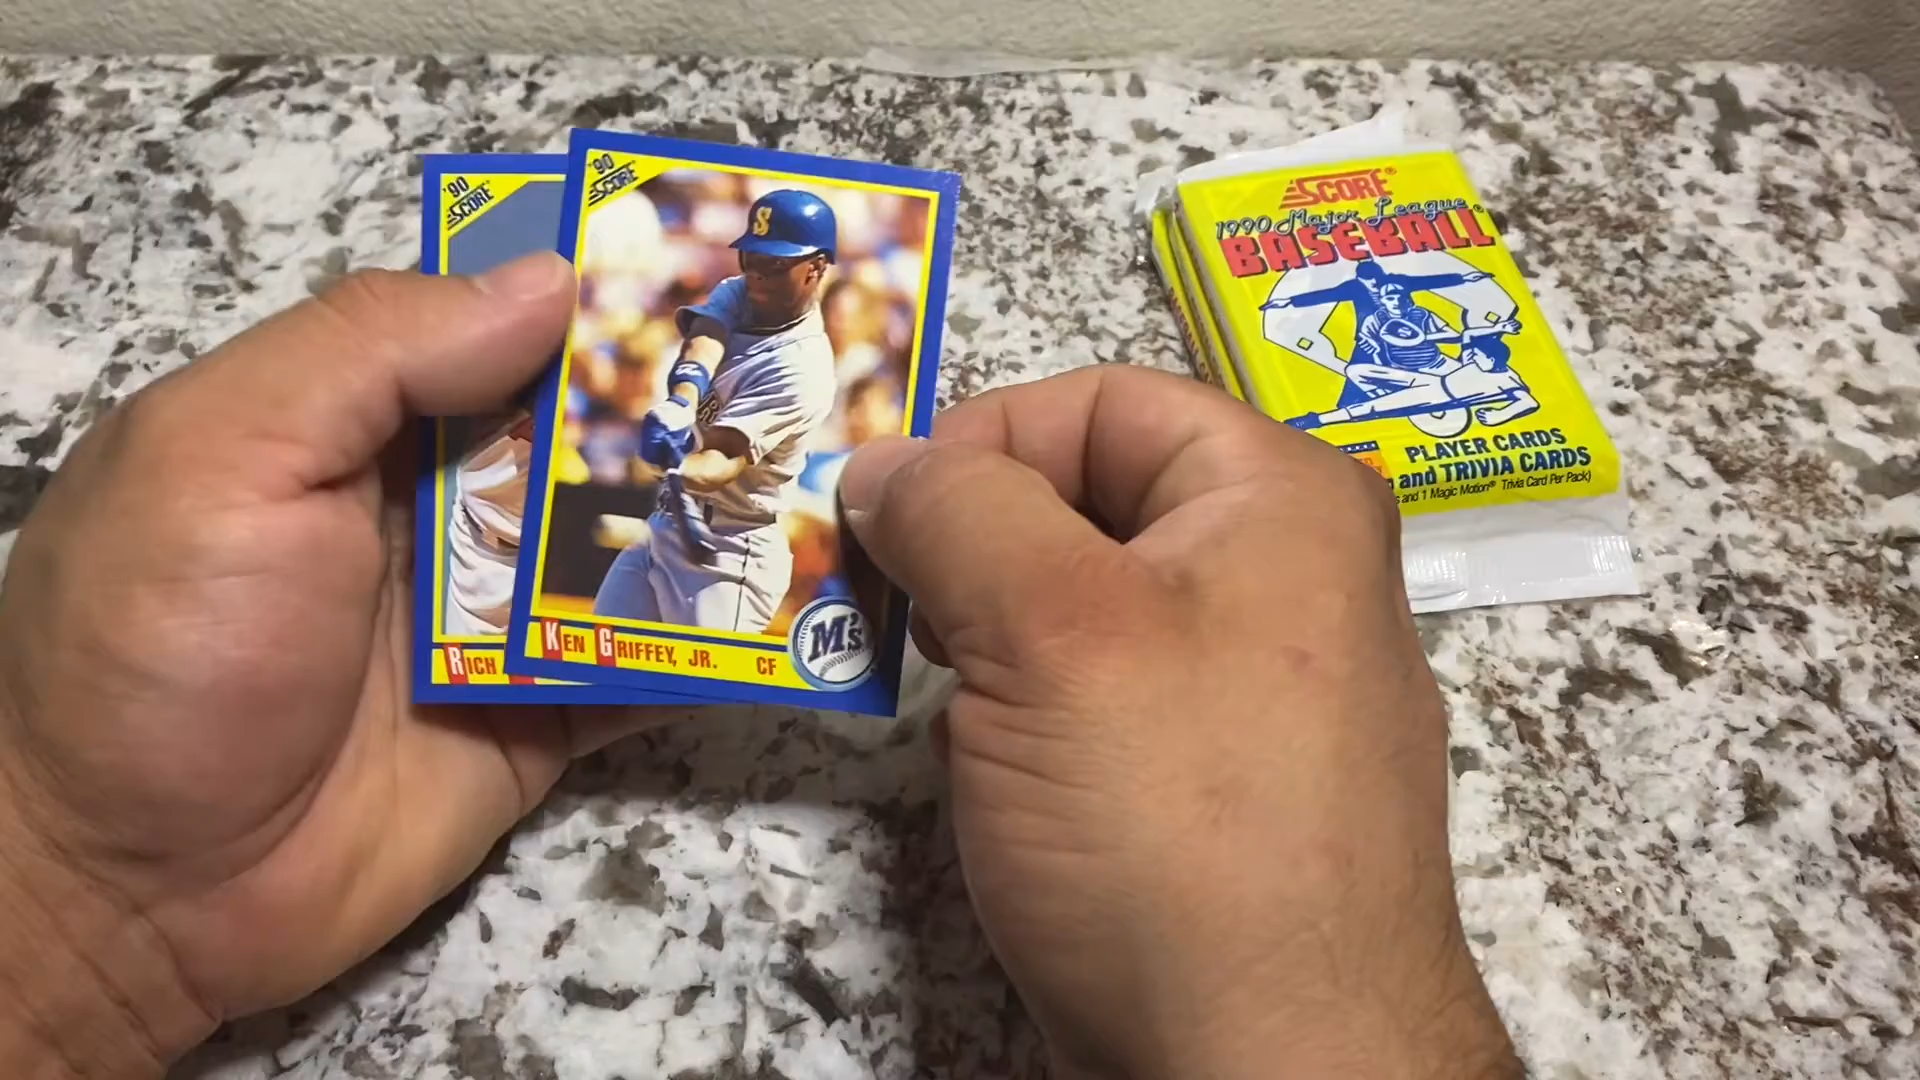 '90
SCORE
RICH
'90
SCORE
S
KEN GRIFFEY, JR. CF
M's
SCORE®
1990 Major League®
BASEBALL
PLAYER CARDS
and TRIVIA CARDS
and 1 Magic Motion® Trivia Card Per Pack)